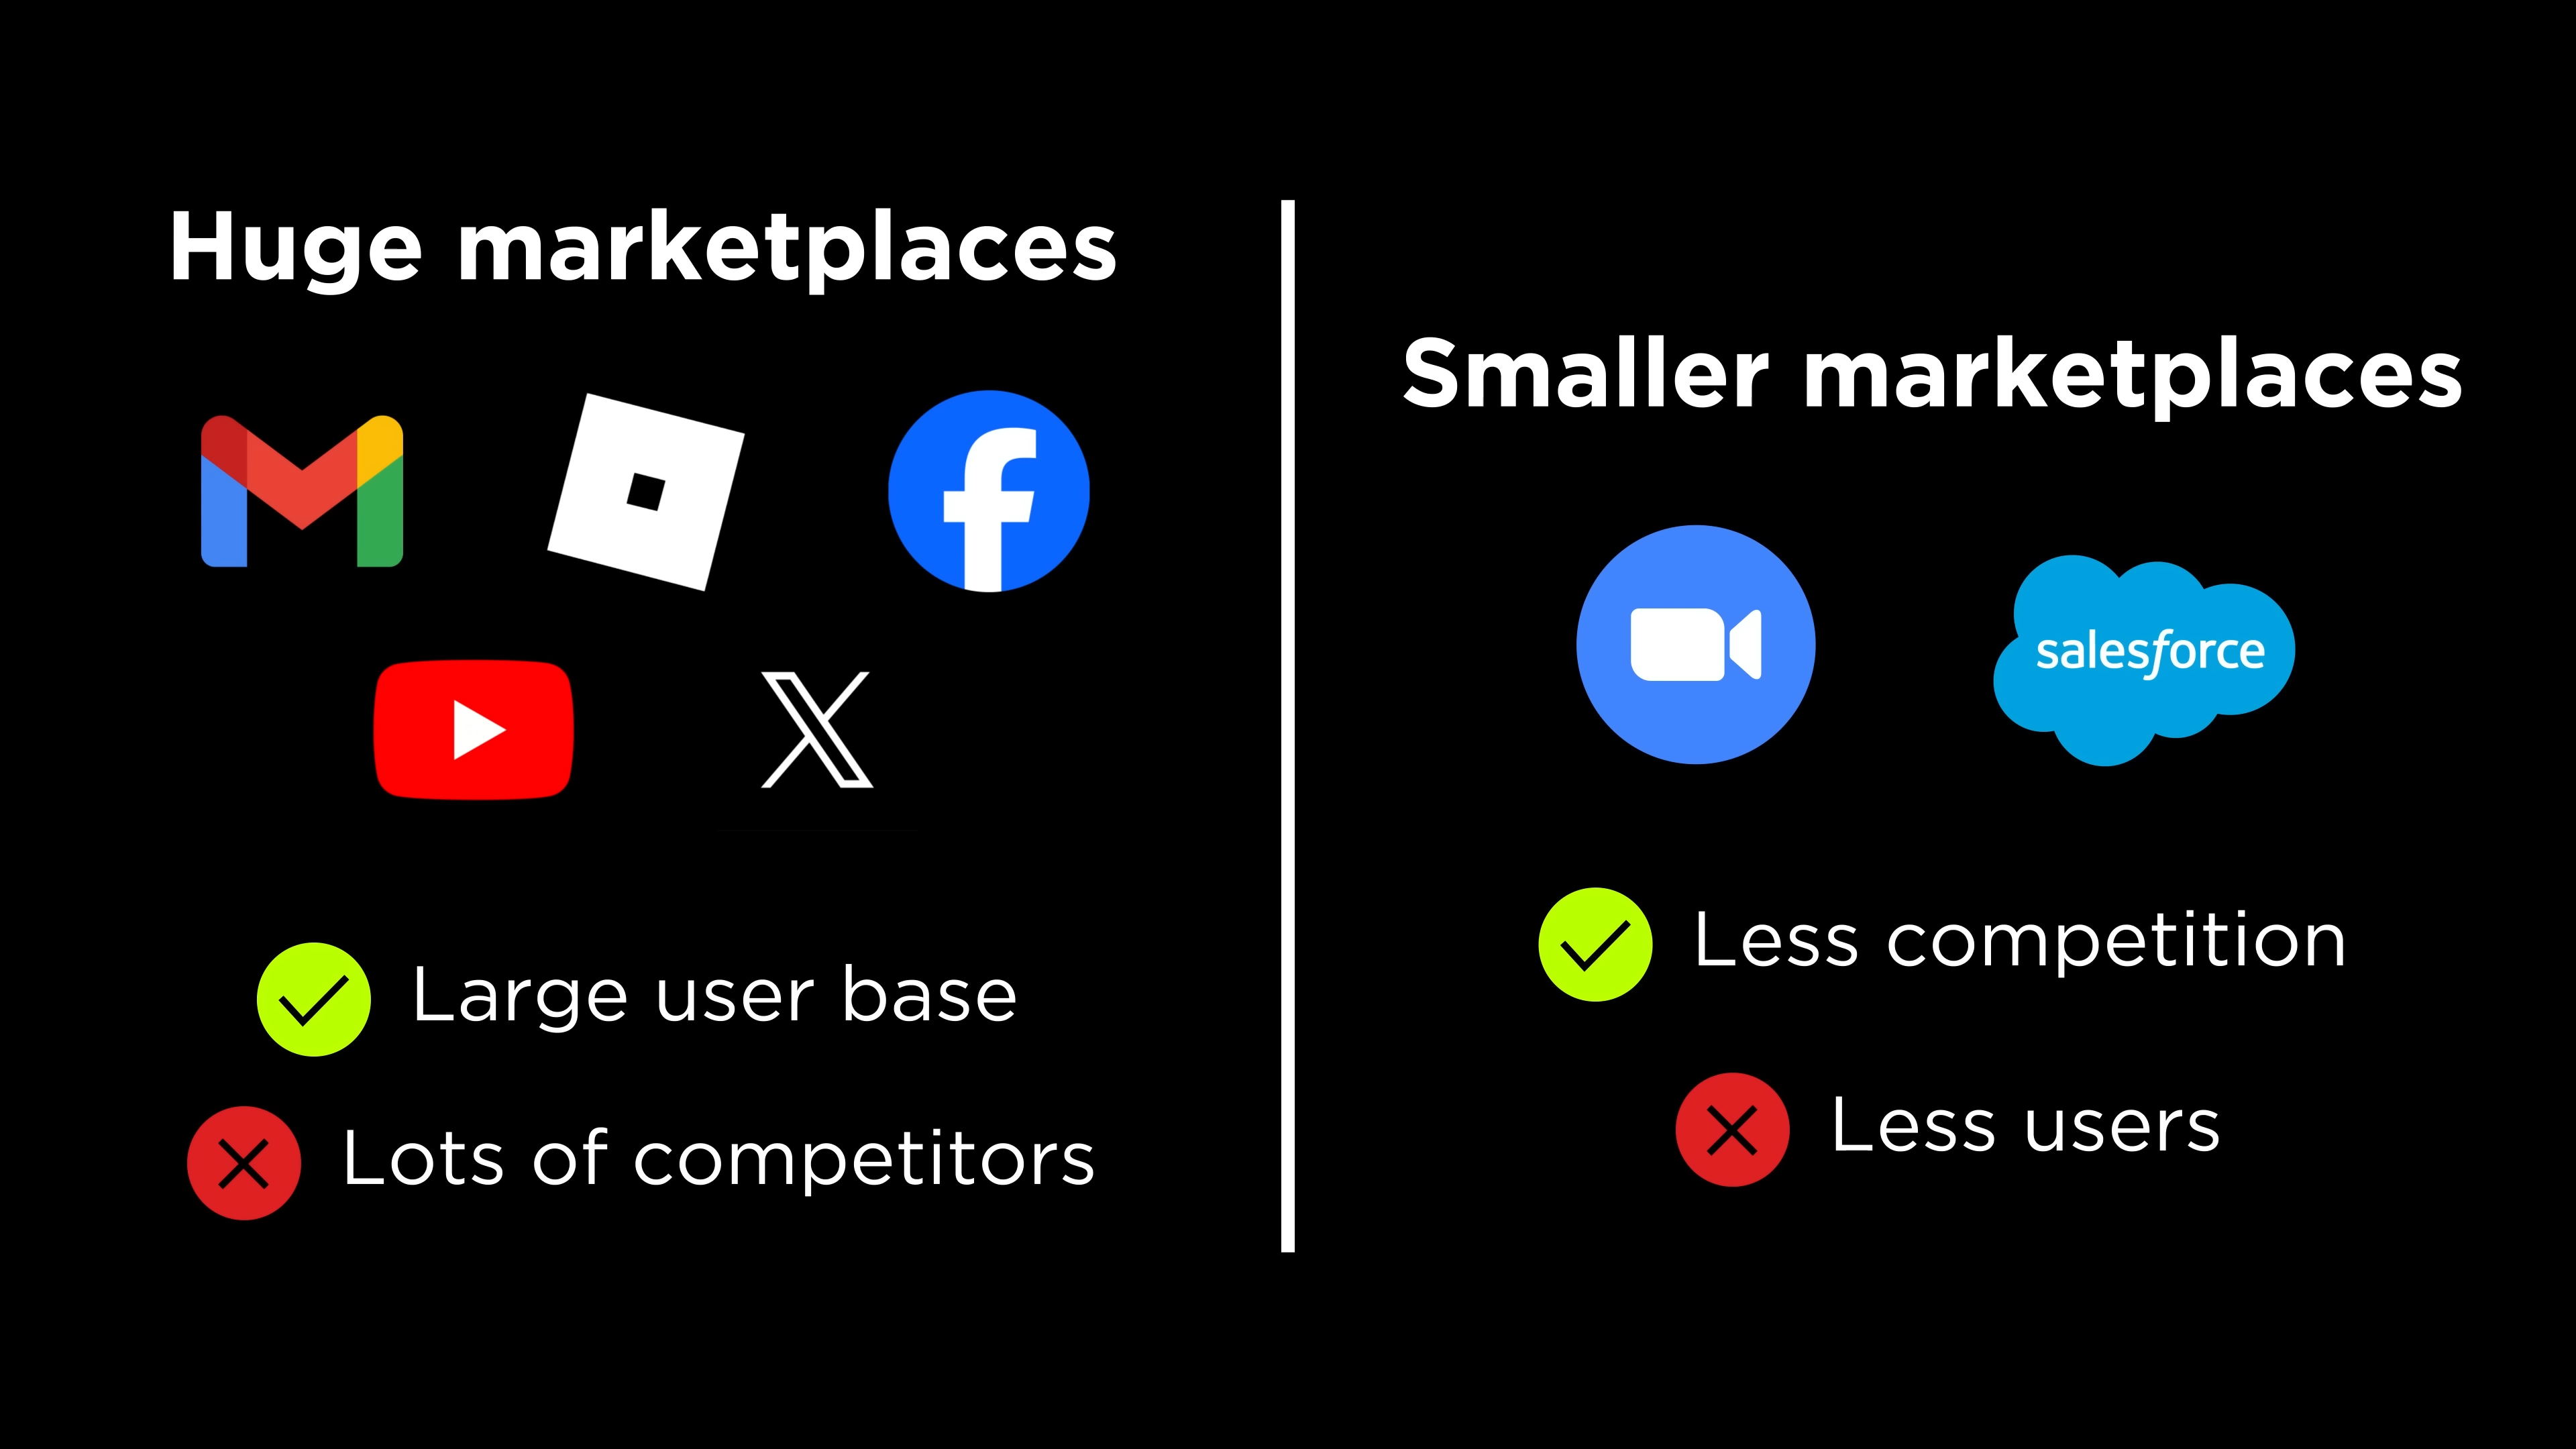 Huge marketplaces
Large user base
Lots of competitors
Smaller marketplaces
salesforce
Less competition
Less users